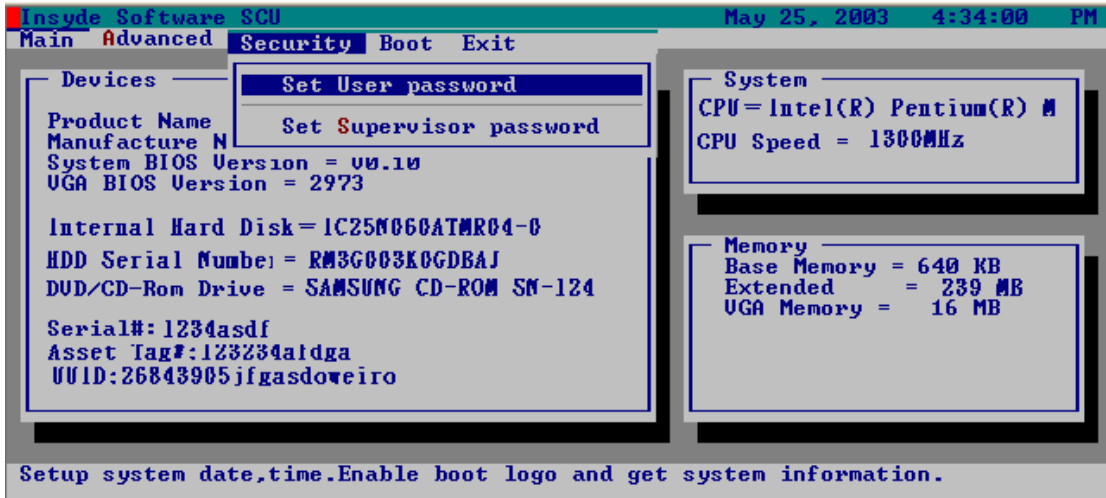 Insyde Software SCU May 25, 2003 4:34:00 PM
Main Advanced Security Boot Exit
Set User password
Set Supervisor password
Devices
Product Name
Manufacture N
System BIOS Version = V0.10
VGA BIOS Version = 2973
Internal Hard Disk = IC25N060ATMR04-0
HDD Serial Number = RM3G003K0GDBAJ
DVD/CD-Rom Drive = SAMSUNG CD-ROM SN-124
Serial#: 1234asdf
Asset Tag#:123234afdga
UUID:26843905jfgasdoweiro
System
CPU = Intel(R) Pentium(R) M
CPU Speed = 1300MHz
Memory
Base Memory = 640 KB
Extended = 239 MB
VGA Memory = 16 MB
Setup system date,time.Enable boot logo and get system information.